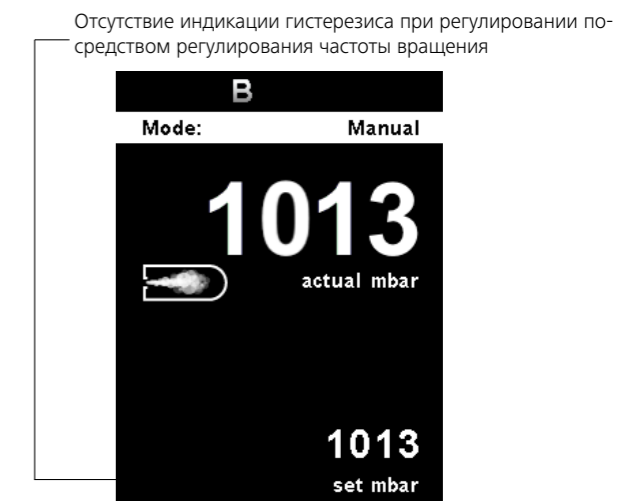 Отсутствие индикации гистерезиса при регулировании по-
средством регулирования частоты вращения
B
Mode: Manual
1013
actual mbar
1013
set mbar